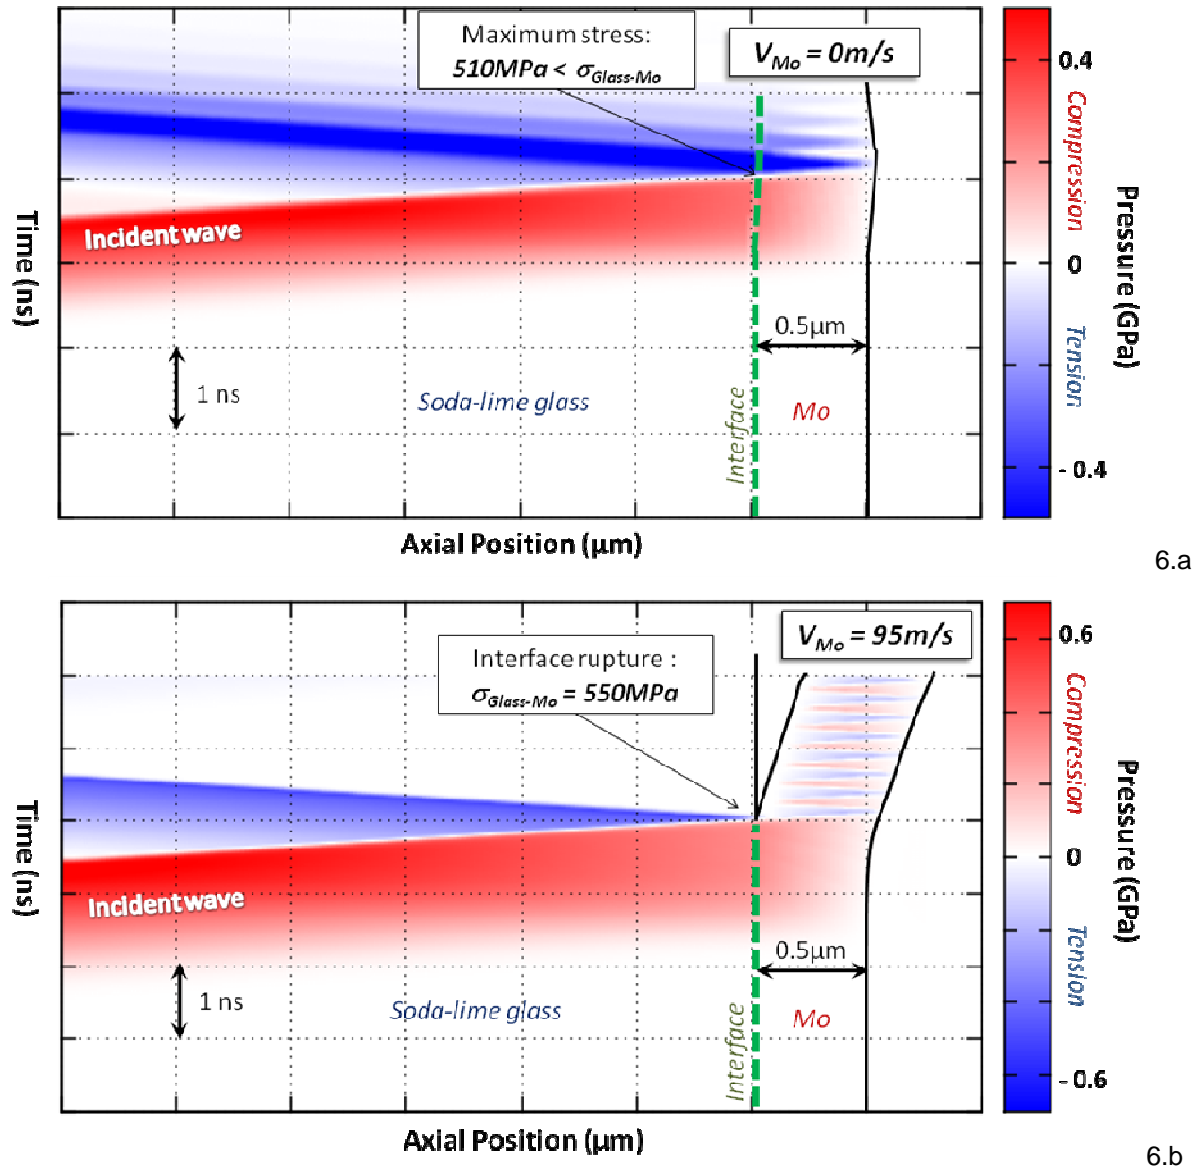 Maximum stress:
510MPa < σGlass-Mo
VMo = 0m/s
0.4
Compression
Incident wave
Time (ns)
0
Pressure (GPa)
0.5µm
1 ns
Soda-lime glass
Interface
Mo
Tension
- 0.4
Axial Position (µm)
6.a
Interface rupture :
σGlass-Mo = 550MPa
VMo = 95m/s
0.6
Compression
Time (ns)
0
Pressure (GPa)
Incident wave
0.5µm
1 ns
Soda-lime glass
Interface
Mo
Tension
- 0.6
Axial Position (µm)
6.b